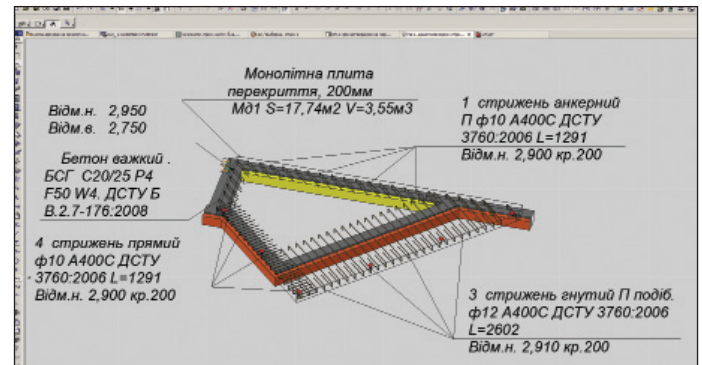 Монолітна плита
перекриття, 200мм
Мд1 S=17,74м2 V=3,55м3
Відм.н. 2,950
Відм.в. 2,750
1 стрижень анкерний
П ф10 А400С ДСТУ
3760:2006 L=1291
Відм.н. 2,900 кр.200
Бетон важкий .
БСГ С20/25 Р4
F50 W4. ДСТУ Б
В.2.7-176:2008
4 стрижень прямий
ф10 А400С ДСТУ
3760:2006 L=1291
Відм.н. 2,900 кр.200
3 стрижень гнутий П подіб.
ф12 А400С ДСТУ 3760:2006
L=2602
Відм.н. 2,910 кр.200